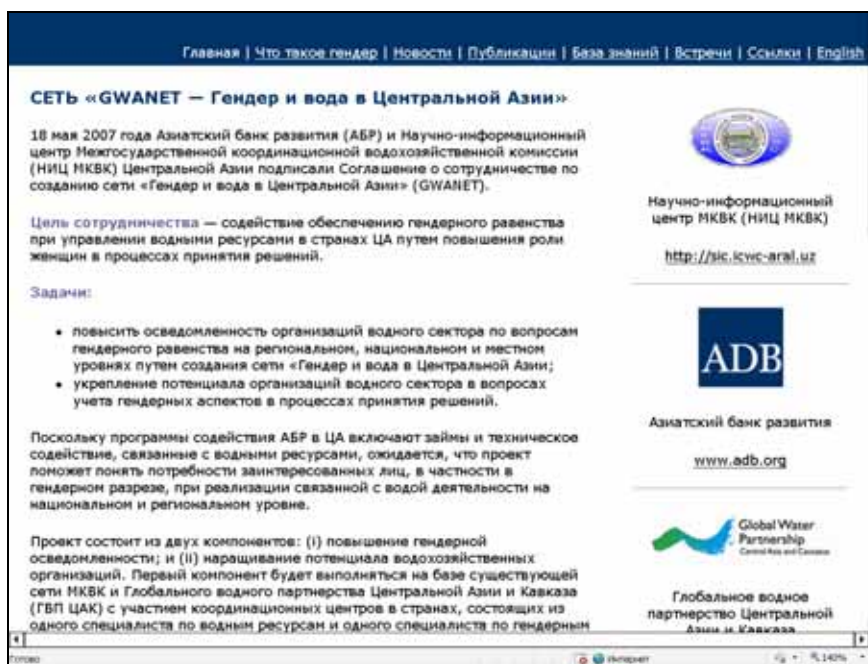 Главная | Что такое гендер | Новости | Публикации | База знаний | Встречи | Ссылки | English
СЕТЬ «GWANET — Гендер и вода в Центральной Азии»
18 мая 2007 года Азиатский банк развития (АБР) и Научно-информационный
центр Межгосударственной координационной водохозяйственной комиссии
(НИЦ МКВК) Центральной Азии подписали Соглашение о сотрудничестве по
созданию сети «Гендер и вода в Центральной Азии» (GWANET).
Цель сотрудничества — содействие обеспечению гендерного равенства
при управлении водными ресурсами в странах ЦА путем повышения роли
женщин в процессах принятия решений.
Задачи:
• повысить осведомленность организаций водного сектора по вопросам
гендерного равенства на региональном, национальном и местном
уровнях путем создания сети «Гендер и вода в Центральной Азии;
• укрепление потенциала организаций водного сектора в вопросах
учета гендерных аспектов в процессах принятия решений.
Поскольку программы содействия АБР в ЦА включают займы и техническое
содействие, связанные с водными ресурсами, ожидается, что проект
поможет понять потребности заинтересованных лиц, в частности в
гендерном разрезе, при реализации связанной с водой деятельности на
национальном и региональном уровне.
Проект состоит из двух компонентов: (i) повышение гендерной
осведомленности; и (ii) наращивание потенциала водохозяйственных
организаций. Первый компонент будет выполняться на базе существующей
сети МКВК и Глобального водного партнерства Центральной Азии и Кавказа
(ГВП ЦАК) с участием координационных центров в странах, состоящих из
одного специалиста по водным ресурсам и одного специалиста по гендерным
Научно-информационный
центр МКВК (НИЦ МКВК)
http://sic.icwc-aral.uz
ADB
Азиатский банк развития
www.adb.org
Global Water
Partnership
Central Asia and Caucasus
Глобальное водное
партнерство Центральной
Азии и Кавказа
Готово
Интернет
140%